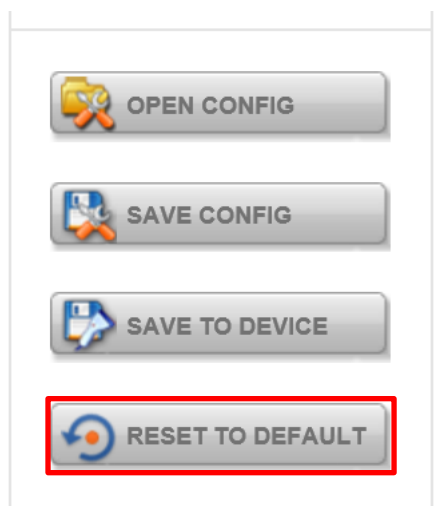 OPEN CONFIG
SAVE CONFIG
SAVE TO DEVICE
RESET TO DEFAULT